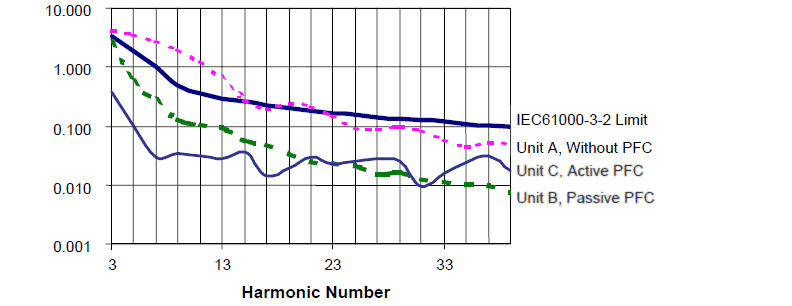 10.000
1.000
0.100
0.010
0.001
3 13 23 33
Harmonic Number
IEC61000-3-2 Limit
Unit A, Without PFC
Unit C, Active PFC
Unit B, Passive PFC